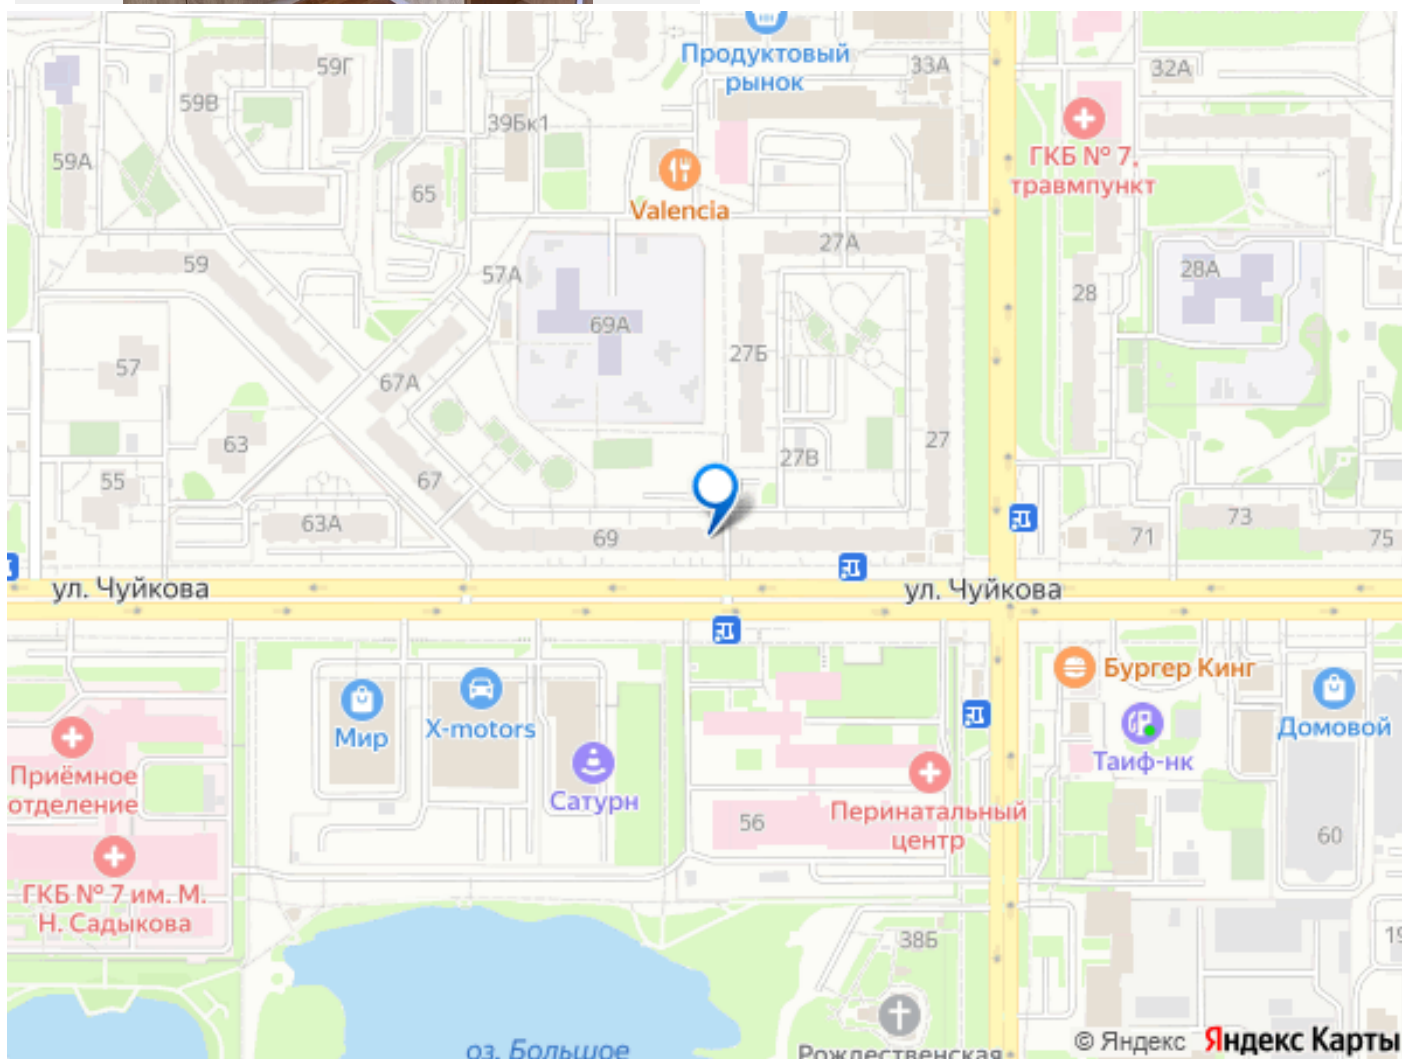 Продуктовый
рынок
59Г
33А
32А
59В
39Бк1
ГКБ № 7,
травмпункт
59А
65
Valencia
27А
59
57А
28А
28
69А
27Б
57
67А
63
27
27В
55
67
63А
69
73
71
75
ул. Чуйкова
ул. Чуйкова
Бургер Кинг
Мир
X-motors
Домовой
Таиф-нк
Приёмное
отделение
Сатурн
Перинатальный
центр
56
60
ГКБ № 7 им. М.
Н. Садыкова
38Б
19
оз. Большое
Рождественская
© Яндекс Яндекс Карты